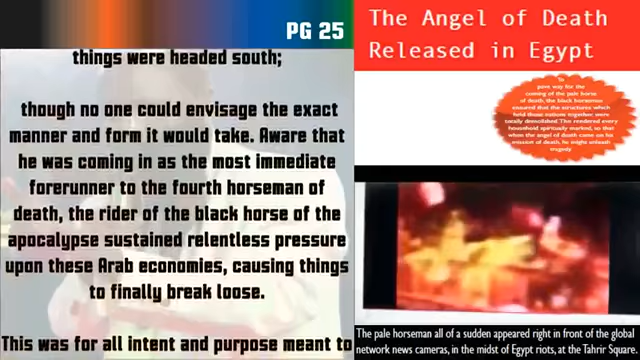 PG 25
things were headed south;
though no one could envisage the exact
manner and form it would take. Aware that
he was coming in as the most immediate
forerunner to the fourth horseman of
death, the rider of the black horse of the
apocalypse sustained relentless pressure
upon these Arab economies, causing things
to finally break loose.
This was for all intent and purpose meant to
The Angel of Death
Released in Egypt
To
pave way for the
coming of the pale horse
of death, the black horseman
ensured that the structures which
held those nations together, were
totally demolished. This rendered every
household spiritually marked, so that
when the angel of death came on his
mission of death, he might unleash
tragedy
The pale horseman all of a sudden appeared right in front of the global
network news cameras, in the midst of Egypt riots, at the Tahrir Square.